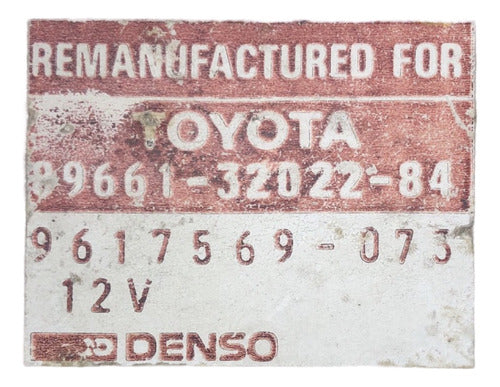 REMANUFACTURED FOR
TOYOTA
89661-32022-84
9617569-073
12V
DENSO